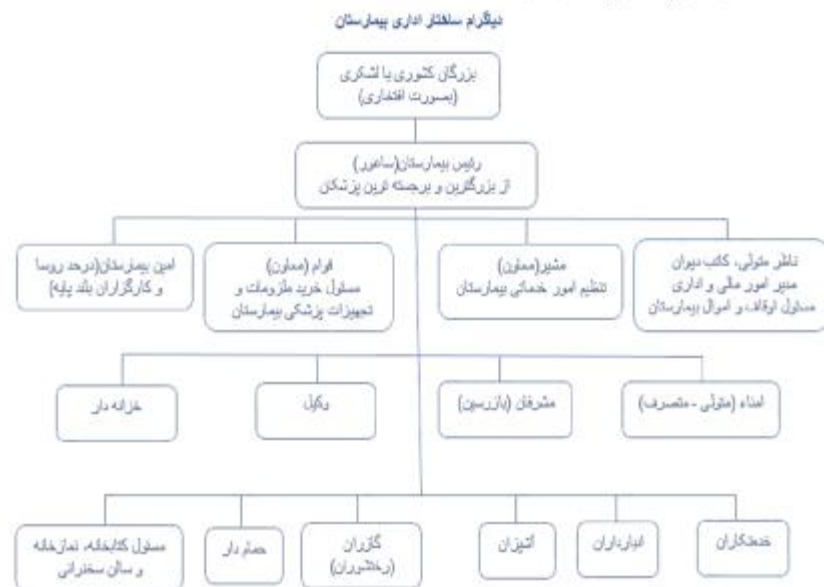 دیاگرام ساختار اداری بیمارستان
بزرگان کشوری یا لشکری
(بصورت افتخاری)
رئیس بیمارستان(ساعور)
از بزرگترین و برجسته ترین پزشکان
ناظر متولی، کاتب دیوان
مدیر امور مالی و اداری
مسئول اوقاف و اموال بیمارستان
مشیر(معاون)
تنظیم امور خدماتی بیمارستان
قوام (معاون)
مسئول خرید ملزومات و
تجهیزات پزشکی بیمارستان
امین بیمارستان(درحد روسا
و کارگزاران بلند پایه)
امناء (متولی - متصرف)
مشرفان (بازرسین)
وکیل
خزانه دار
خدمتکاران
انبارداران
آشپزان
گازران
(رختشوران)
حمام دار
مسئول کتابخانه، نمازخانه
و سالن سخنرانی